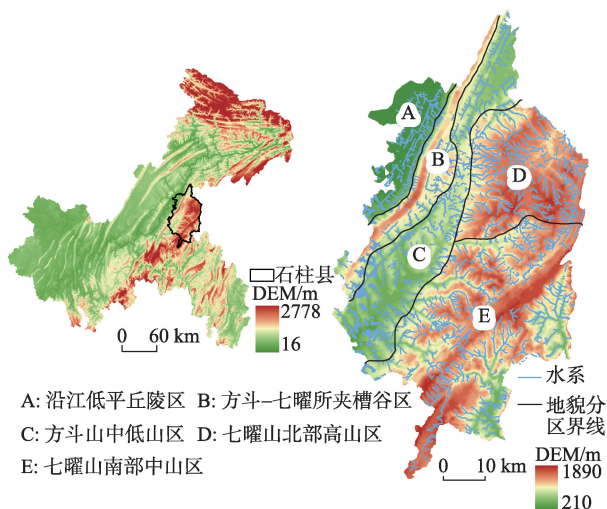 A
B
C
D
E
石柱县
DEM/m
2778
16
0 60 km
水系
地貌分
区界线
DEM/m
1890
210
0 10 km
A: 沿江低平丘陵区 B: 方斗-七曜所夹槽谷区
C: 方斗山中低山区 D: 七曜山北部高山区
E: 七曜山南部中山区